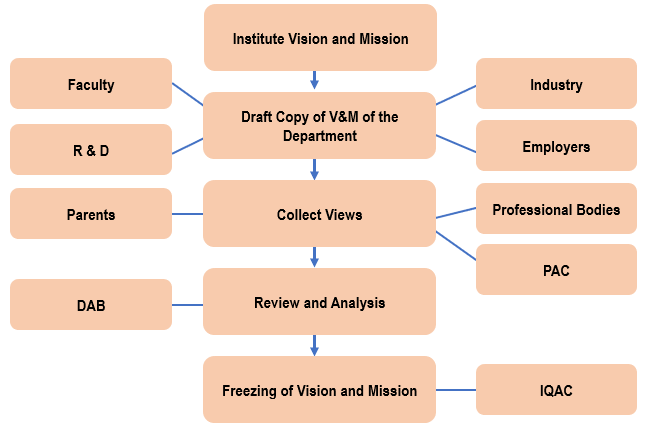 Institute Vision and Mission
Faculty
Industry
Draft Copy of V&M of the
Department
R & D
Employers
Parents
Collect Views
Professional Bodies
PAC
DAB
Review and Analysis
Freezing of Vision and Mission
IQAC